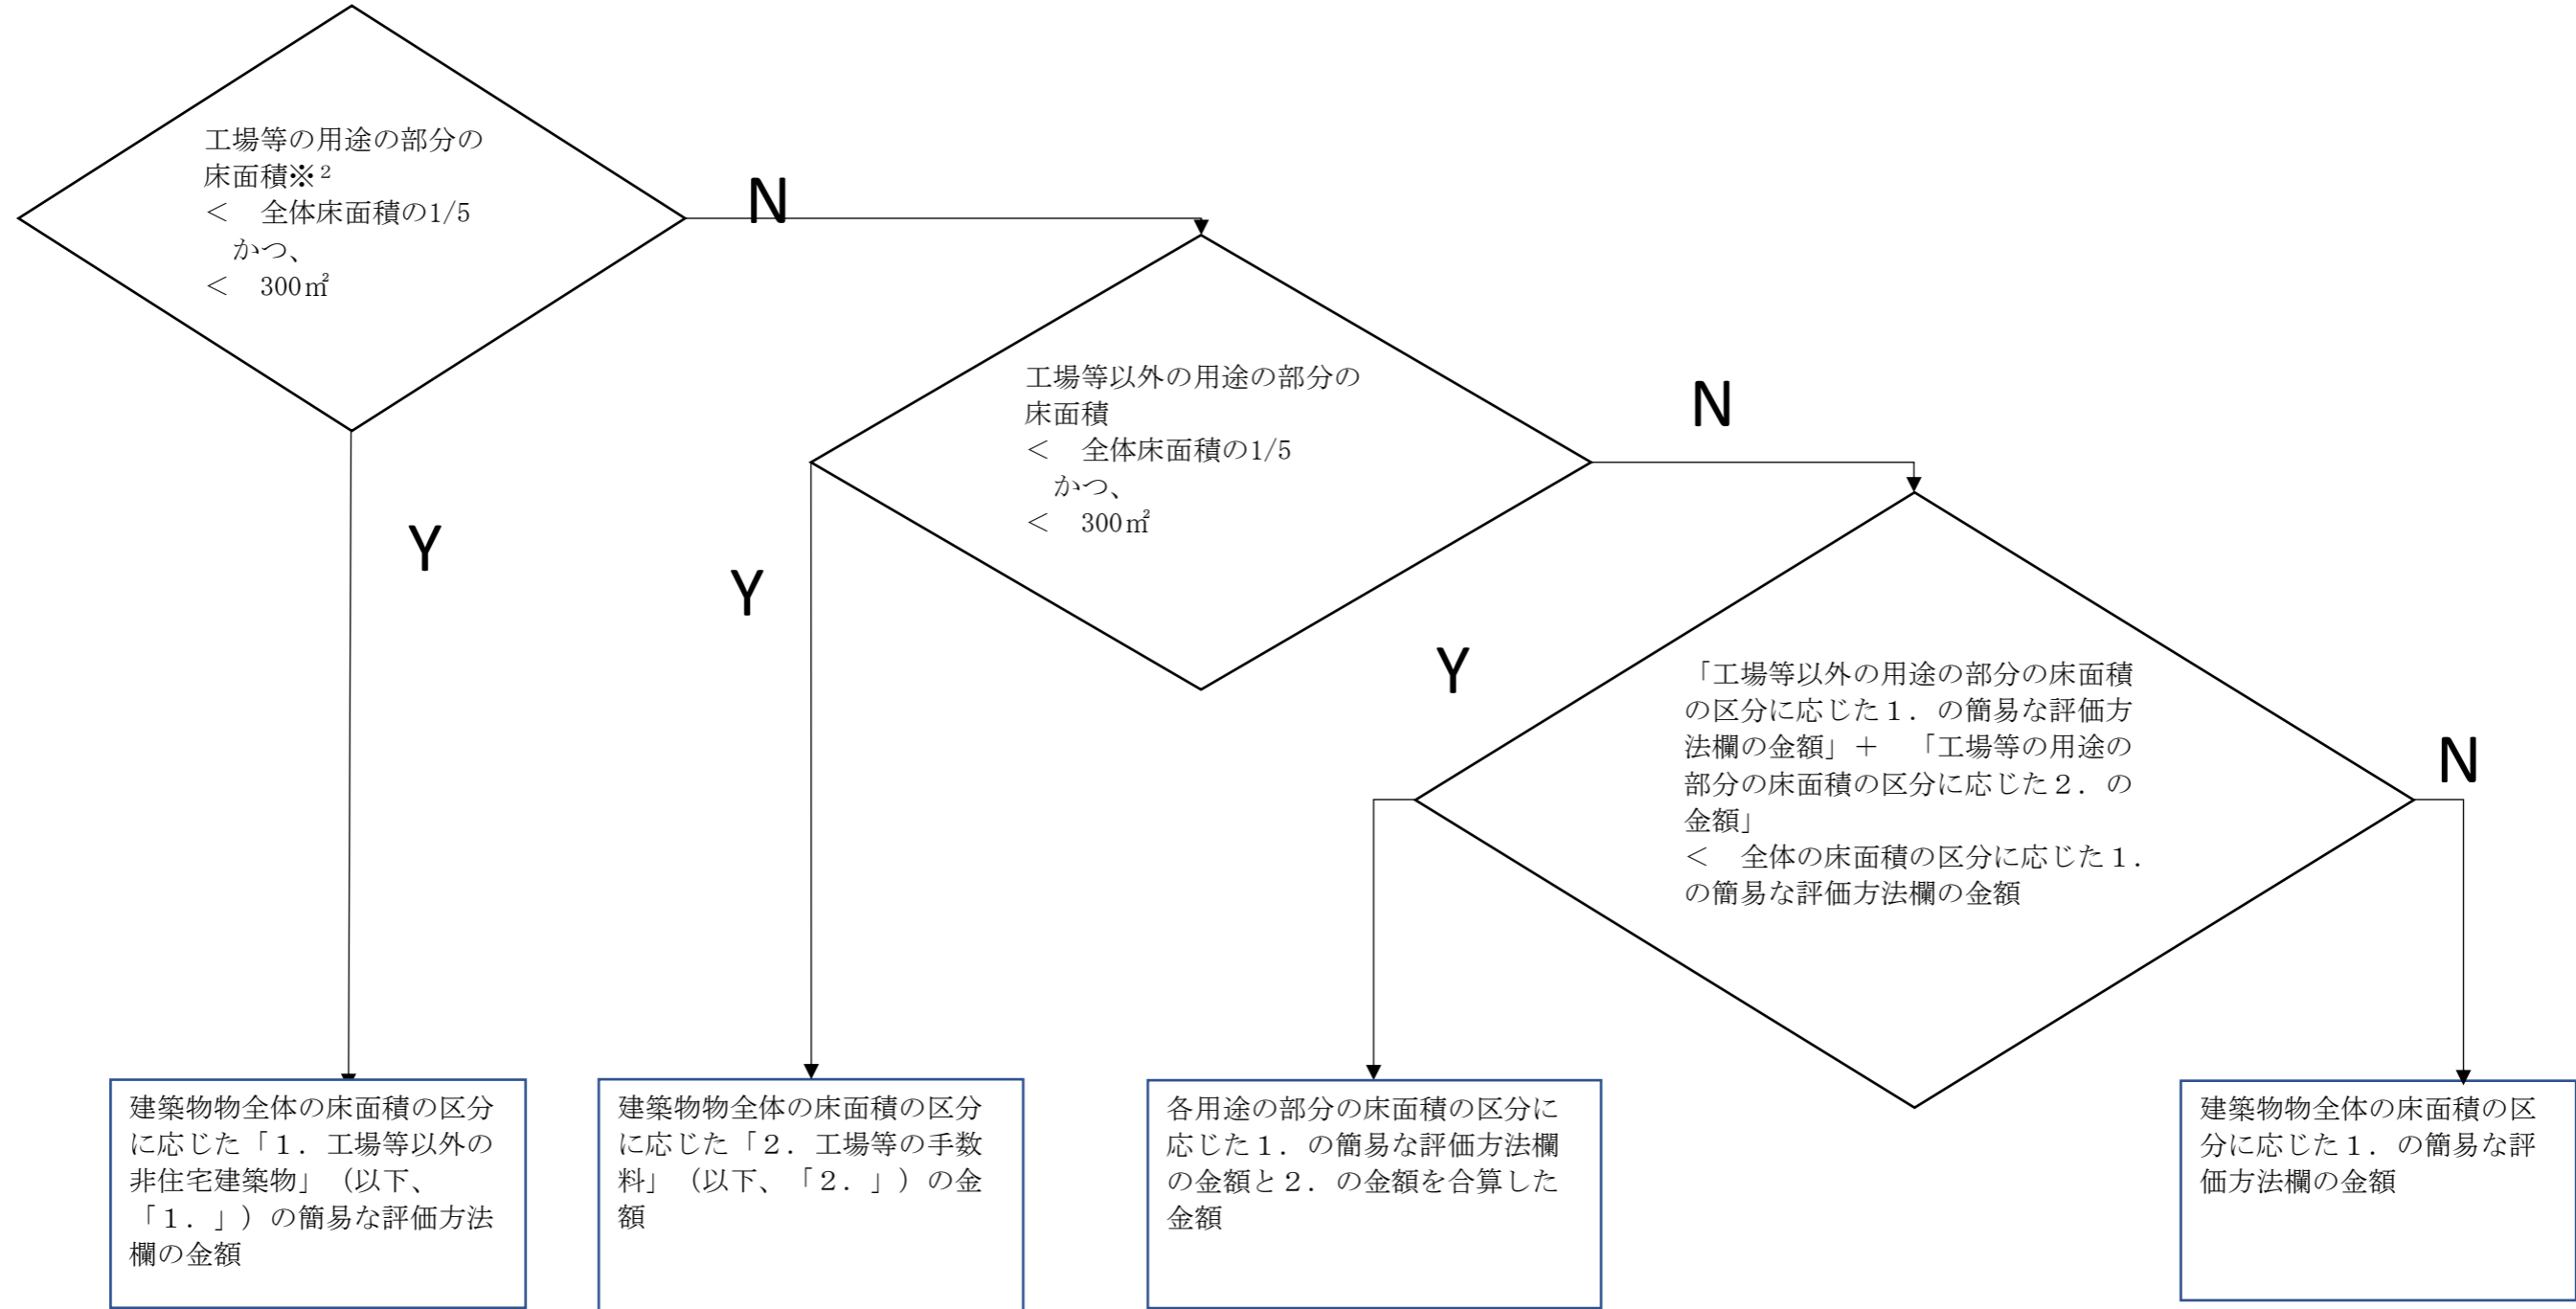 工場等の用途の部分の
床面積※²
＜　全体床面積の1/5
かつ、
＜　300㎡
N
Y
工場等以外の用途の部分の
床面積
＜　全体床面積の1/5
かつ、
＜　300㎡
N
Y
「工場等以外の用途の部分の床面積
の区分に応じた１．の簡易な評価方
法欄の金額」＋　「工場等の用途の
部分の床面積の区分に応じた２．の
金額」
＜　全体の床面積の区分に応じた１．
の簡易な評価方法欄の金額
Y
N
建築物物全体の床面積の区分
に応じた「１．工場等以外の
非住宅建築物」（以下、
「１．」）の簡易な評価方法
欄の金額
建築物物全体の床面積の区分
に応じた「２．工場等の手数
料」（以下、「２．」）の金
額
各用途の部分の床面積の区分に
応じた１．の簡易な評価方法欄
の金額と２．の金額を合算した
金額
建築物物全体の床面積の区
分に応じた１．の簡易な評
価方法欄の金額